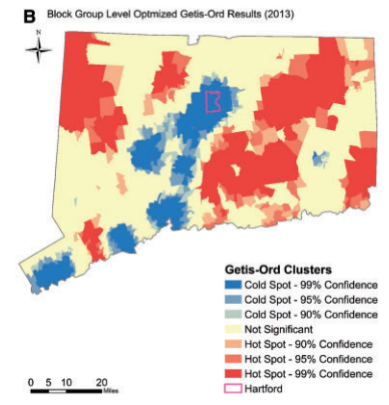 B Block Group Level Optmized Getis-Ord Results (2013)
N
Getis-Ord Clusters
Cold Spot - 99% Confidence
Cold Spot - 95% Confidence
Cold Spot - 90% Confidence
Not Significant
Hot Spot - 90% Confidence
Hot Spot - 95% Confidence
Hot Spot - 99% Confidence
Hartford
0 5 10 20
Miles